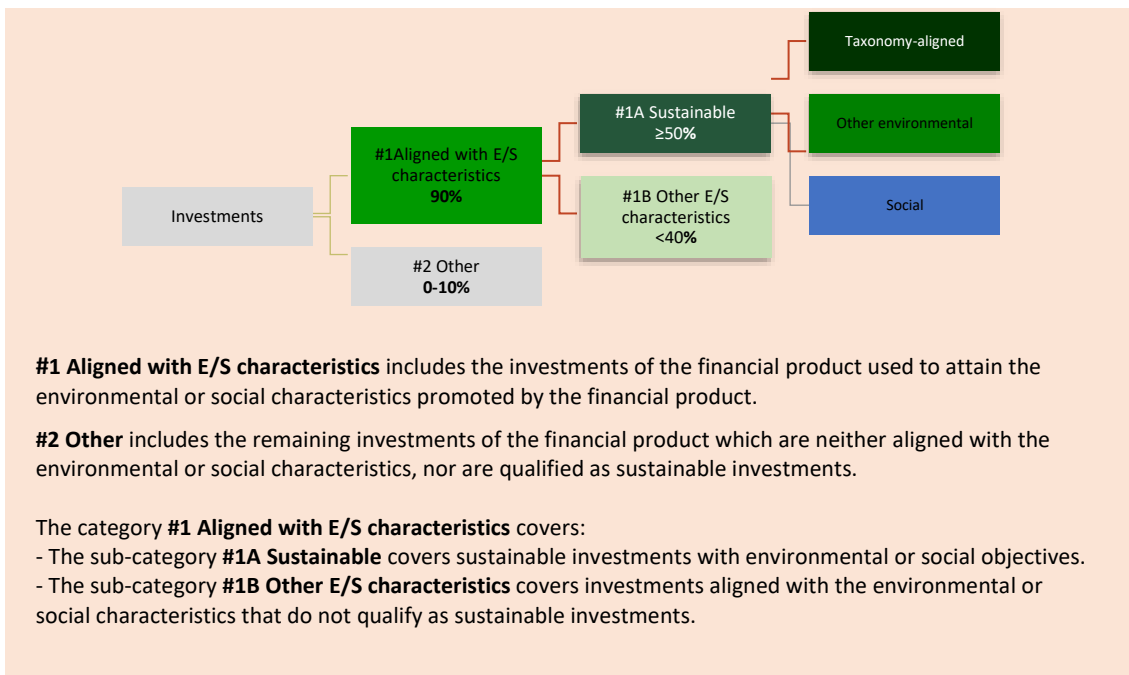 Taxonomy-aligned
#1A Sustainable
≥50%
Other environmental
#1Aligned with E/S
characteristics
90%
#1B Other E/S
characteristics
<40%
Social
Investments
#2 Other
0-10%
#1 Aligned with E/S characteristics includes the investments of the financial product used to attain the
environmental or social characteristics promoted by the financial product.
#2 Other includes the remaining investments of the financial product which are neither aligned with the
environmental or social characteristics, nor are qualified as sustainable investments.
The category #1 Aligned with E/S characteristics covers:
- The sub-category #1A Sustainable covers sustainable investments with environmental or social objectives.
- The sub-category #1B Other E/S characteristics covers investments aligned with the environmental or
social characteristics that do not qualify as sustainable investments.